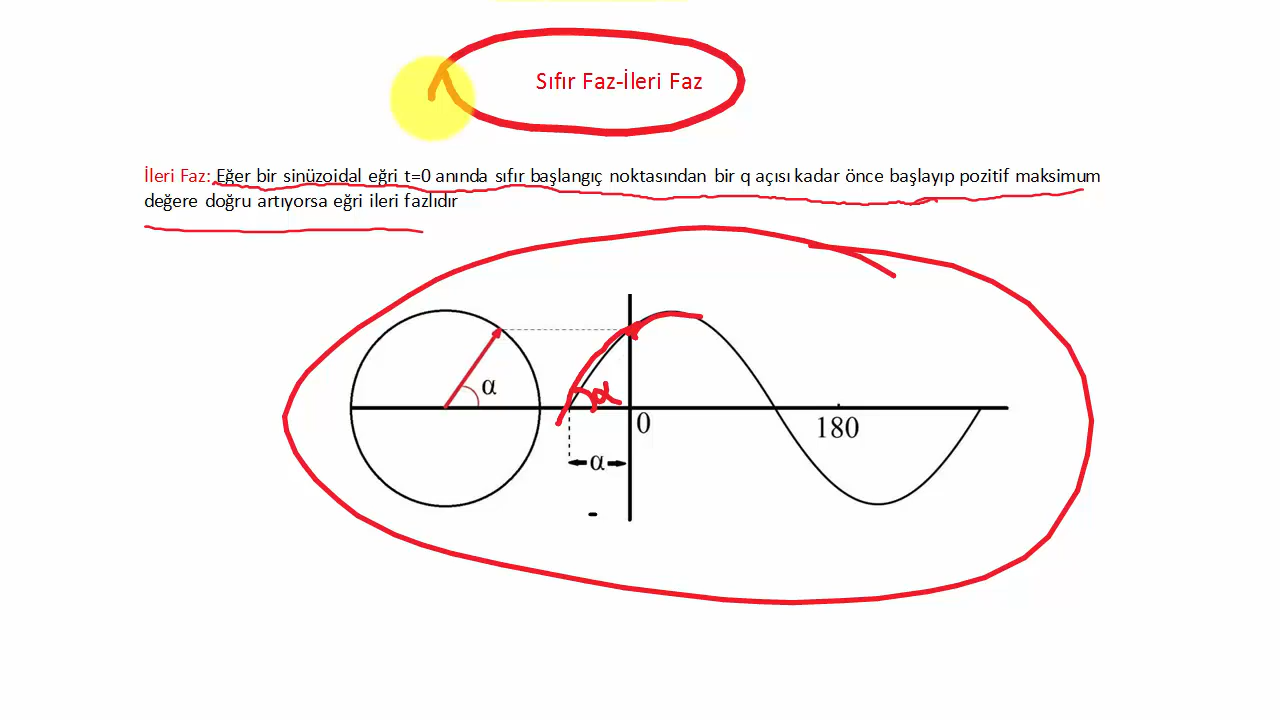 Sıfır Faz-İleri Faz
İleri Faz: Eğer bir sinüzoidal eğri t=0 anında sıfır başlangıç noktasından bir q açısı kadar önce başlayıp pozitif maksimum
değere doğru artıyorsa eğri ileri fazlıdır
α
α
0
180
α
-